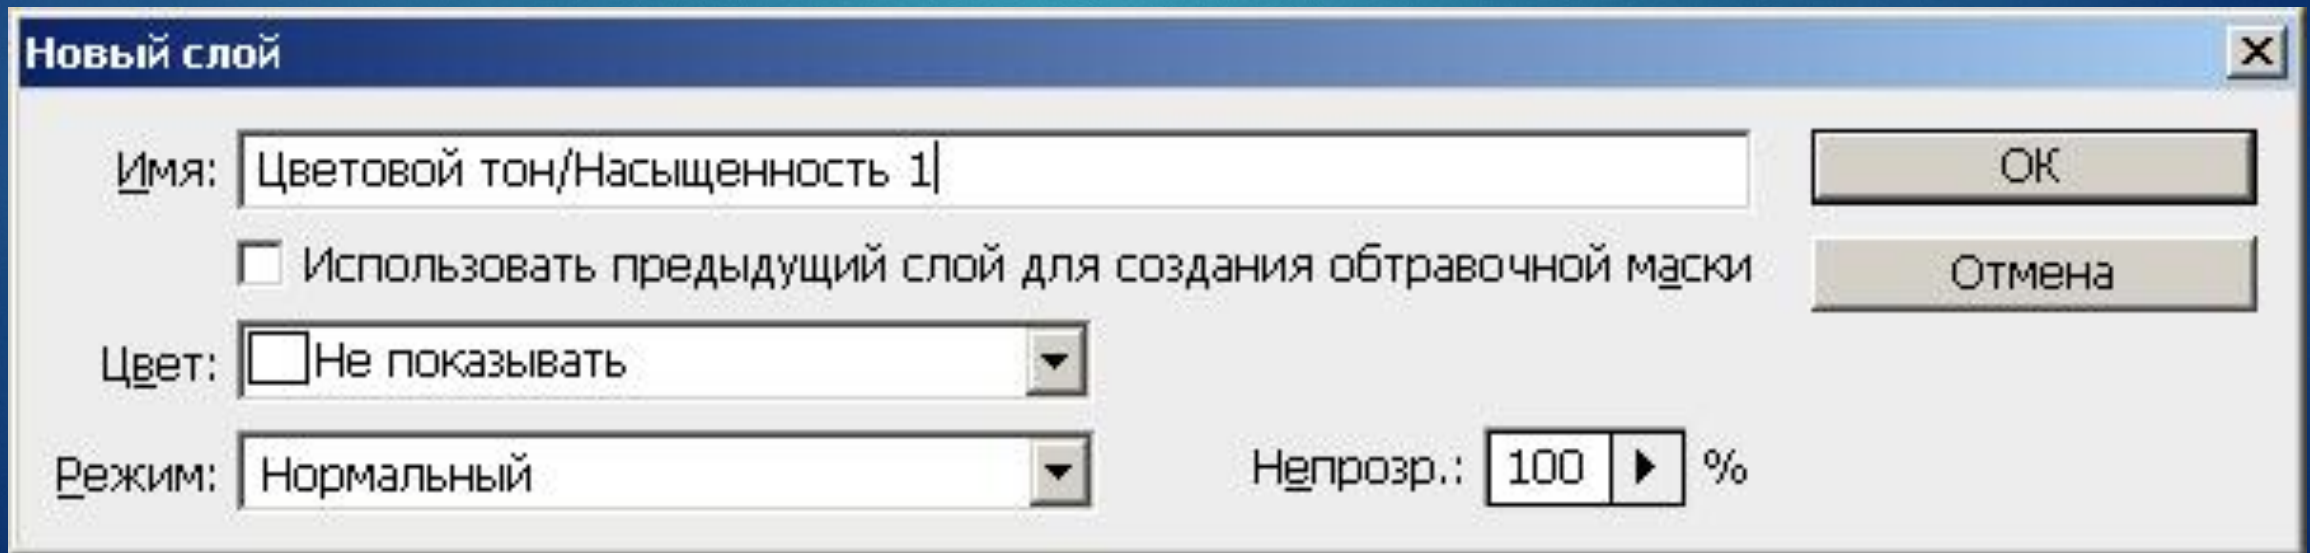 Новый слой
Имя: Цветовой тон/Насыщенность 1
ОК
Использовать предыдущий слой для создания обтравочной маски
Отмена
Цвет: Не показывать
Режим: Нормальный
Непрозр.: 100 %